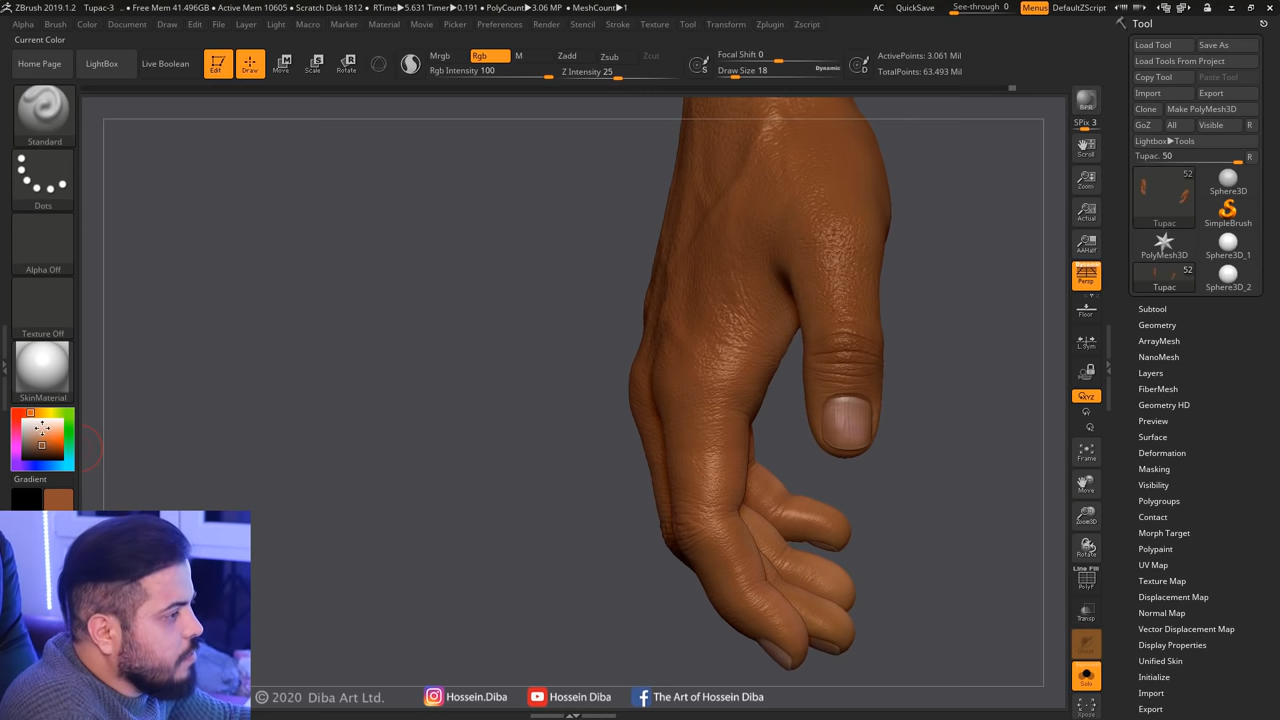 ZBrush 2019.1.2 Tupac-3 .. • Free Mem 41.496GB • Active Mem 10605 • Scratch Disk 1812 • RTime►5.631 Timer►0.191 • PolyCount►3.06 MP • MeshCount►1 AC QuickSave See-through 0 Menus DefaultZScript
Alpha Brush Color Document Draw Edit File Layer Light Macro Marker Material Movie Picker Preferences Render Stencil Stroke Texture Tool Transform Zplugin Zscript
Current Color
Home Page LightBox Live Boolean Edit Draw Move Scale Rotate
Mrgb Rgb M Zadd Zsub Zcut
Rgb Intensity 100 Z Intensity 25
Focal Shift 0
Draw Size 18 Dynamic
S D
ActivePoints: 3.061 Mil
TotalPoints: 63.493 Mil
Standard
Dots
Alpha Off
Texture Off
SkinMaterial
Gradient
BPR
SPix 3
Scroll
Zoom
Actual
AAHalf
Dynamic
Persp
Floor
L.Sym
XYZ
Frame
Move
Zoom3D
Rotate
Line Fill
PolyF
Transp
Solo
Xpose
Tool
Load Tool Save As
Load Tools From Project
Copy Tool Paste Tool
Import Export
Clone Make PolyMesh3D
GoZ All Visible R
Lightbox►Tools
Tupac. 50 R
52
Tupac
Sphere3D
SimpleBrush
PolyMesh3D Sphere3D_1
52
Tupac Sphere3D_2
Subtool
Geometry
ArrayMesh
NanoMesh
Layers
FiberMesh
Geometry HD
Preview
Surface
Deformation
Masking
Visibility
Polygroups
Contact
Morph Target
Polypaint
UV Map
Texture Map
Displacement Map
Normal Map
Vector Displacement Map
Display Properties
Unified Skin
Initialize
Import
Export
© 2020 Diba Art Ltd. Hossein.Diba Hossein Diba The Art of Hossein Diba